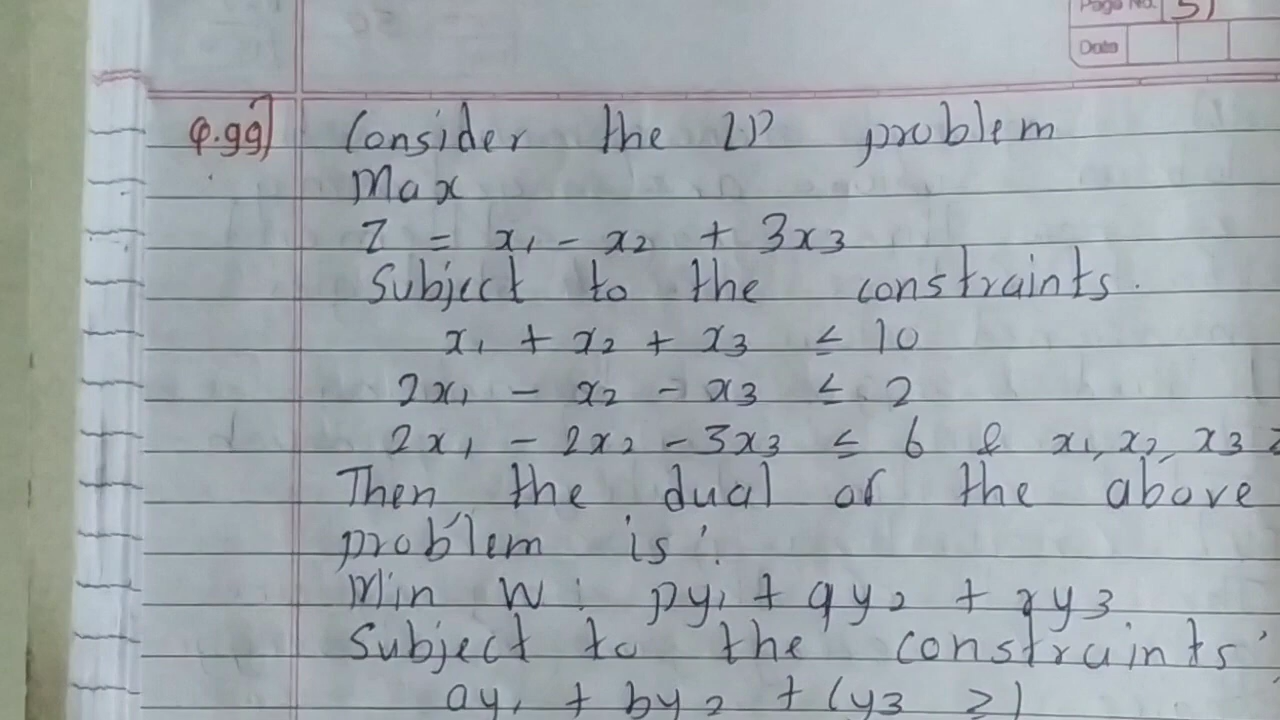 Page No. 51
Date
Q.99)
Consider the LP problem
Max
Z = x₁ - x₂ + 3x₃
Subject to the constraints.
x₁ + x₂ + x₃ ≤ 10
2x₁ - x₂ - x₃ ≤ 2
2x₁ - 2x₂ - 3x₃ ≤ 6 & x₁, x₂, x₃ ≥
Then the dual of the above
problem is:
Min W: py₁ + qy₂ + ry₃
Subject to the constraints:
ay₁ + by₂ + cy₃ ≥ 1